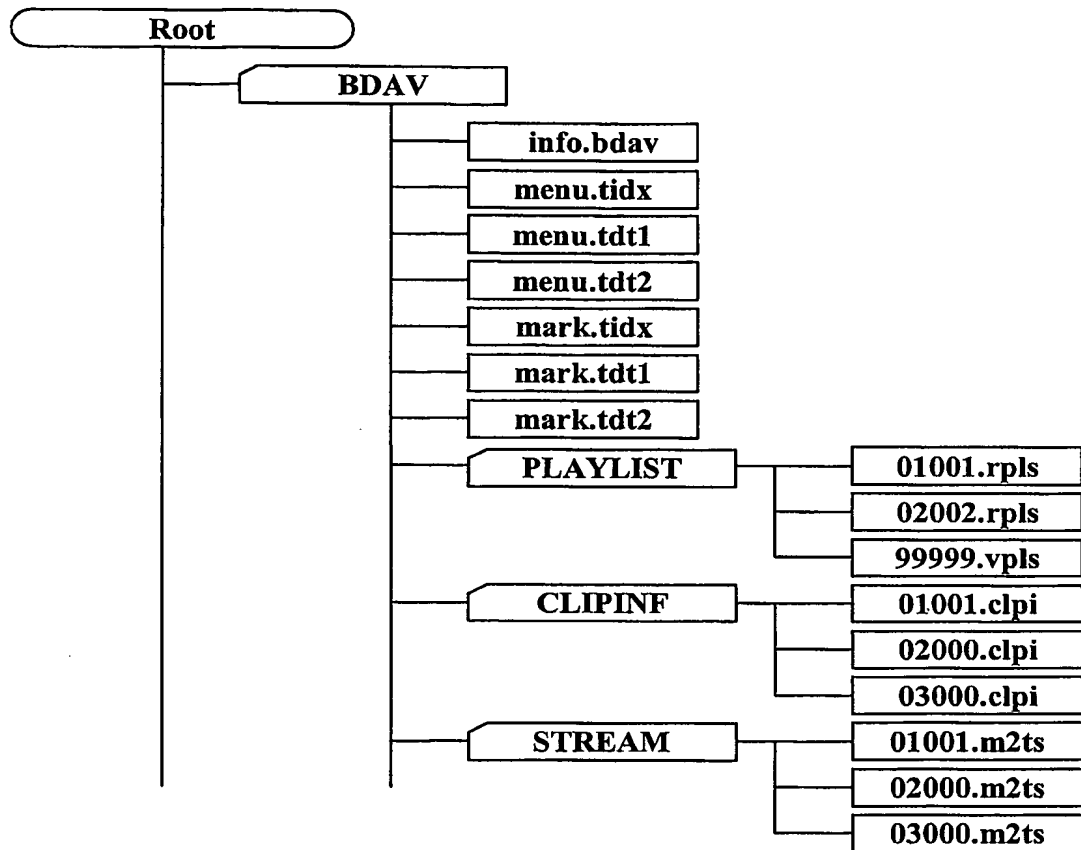 Root
BDAV
info.bdav
menu.tidx
menu.tdt1
menu.tdt2
mark.tidx
mark.tdt1
mark.tdt2
PLAYLIST
01001.rpls
02002.rpls
99999.vpls
CLIPINF
01001.clpi
02000.clpi
03000.clpi
STREAM
01001.m2ts
02000.m2ts
03000.m2ts